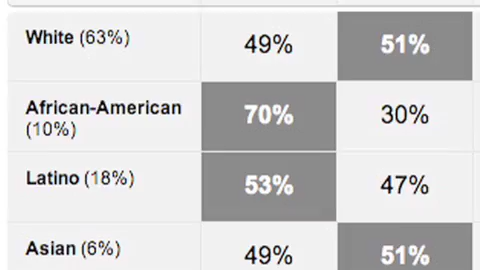 White (63%) 49% 51%
African-American 70% 30%
(10%)
Latino (18%) 53% 47%
Asian (6%) 49% 51%